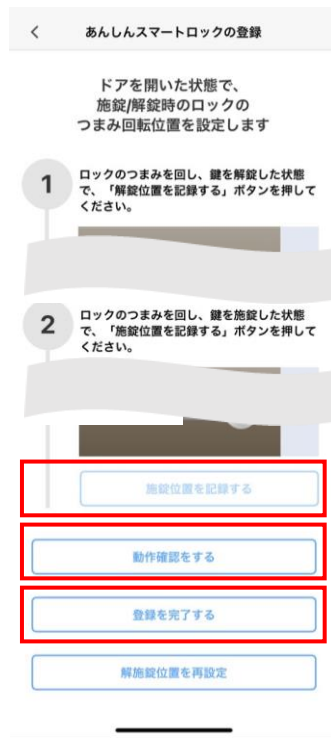 あんしんスマートロックの登録
ドアを開いた状態で、
施錠/解錠時のロックの
つまみ回転位置を設定します
1
ロックのつまみを回し、鍵を解錠した状態
で、「解錠位置を記録する」ボタンを押して
ください。
2
ロックのつまみを回し、鍵を施錠した状態
で、「施錠位置を記録する」ボタンを押して
ください。
施錠位置を記録する
動作確認をする
登録を完了する
解施錠位置を再設定